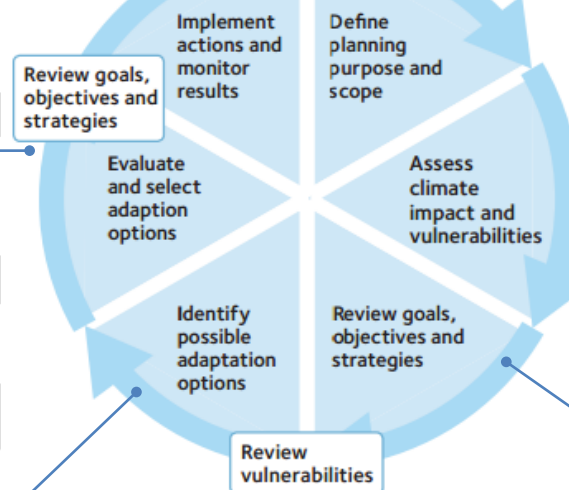 Implement
actions and
monitor
results
Define
planning
purpose and
scope
Review goals,
objectives and
strategies
Evaluate
and select
adaption
options
Assess
climate
impact and
vulnerabilities
Identify
possible
adaptation
options
Review goals,
objectives and
strategies
Review
vulnerabilities